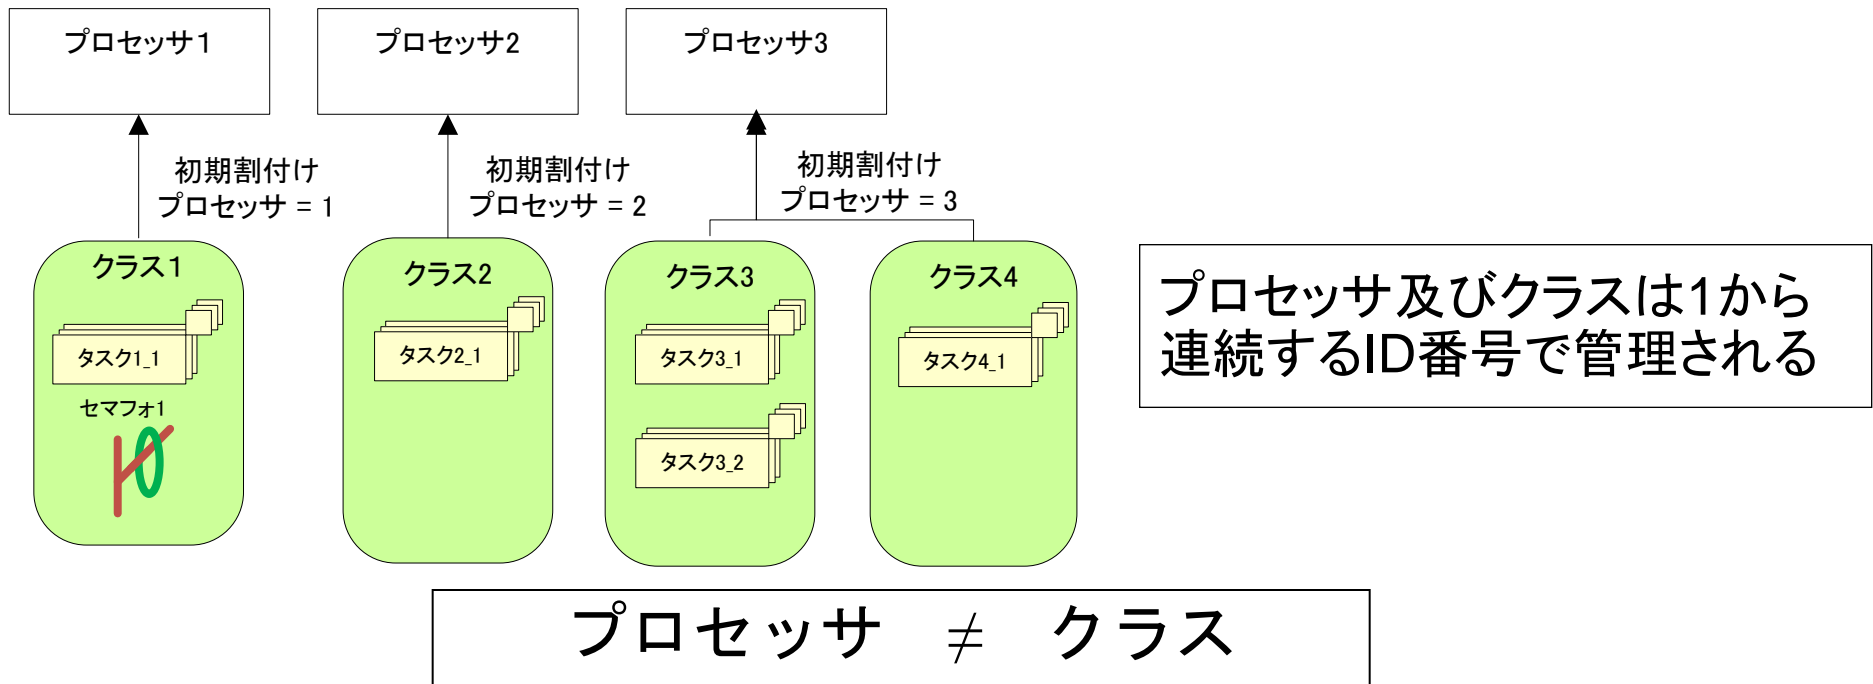 プロセッサ1
プロセッサ2
プロセッサ3
初期割付け
プロセッサ = 1
初期割付け
プロセッサ = 2
初期割付け
プロセッサ = 3
クラス1
タスク1_1
セマフォ1
クラス2
タスク2_1
クラス3
タスク3_1
タスク3_2
クラス4
タスク4_1
プロセッサ及びクラスは1から
連続するID番号で管理される
プロセッサ ≠ クラス